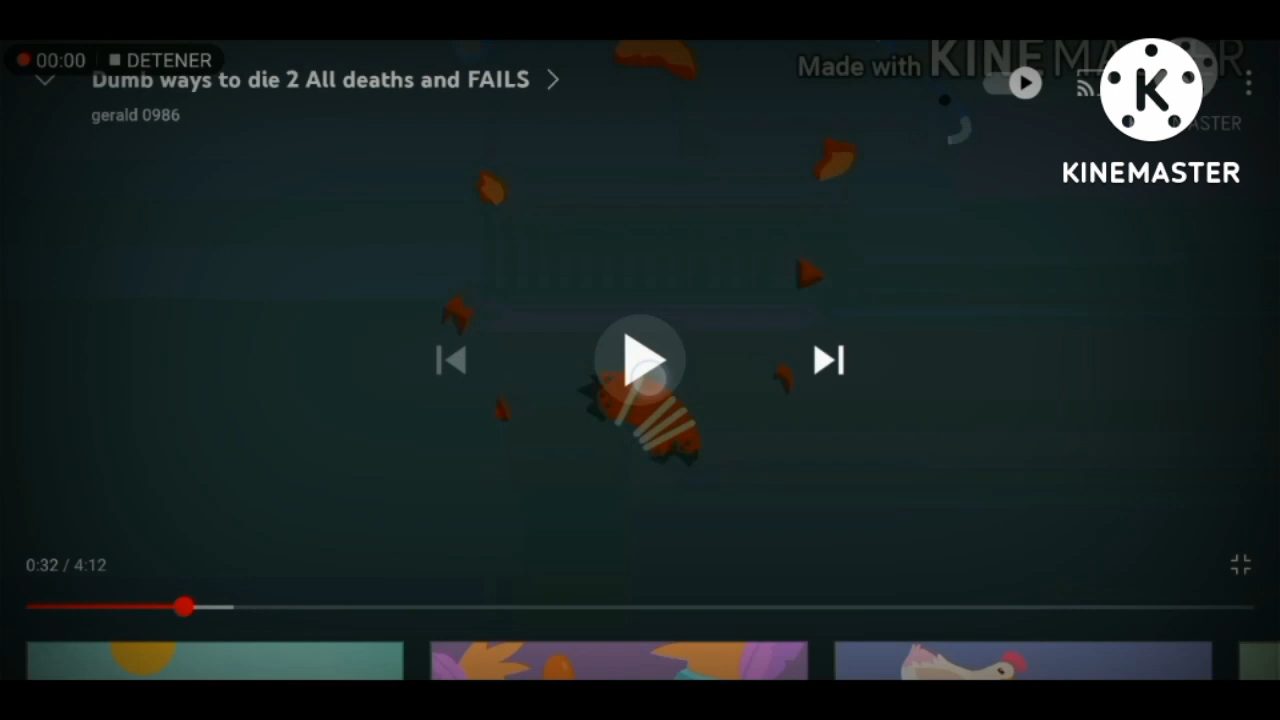 00:00 DETENER
Made with KINEMASTER
Dumb ways to die 2 All deaths and FAILS
gerald 0986
KINEMASTER
0:32 / 4:12